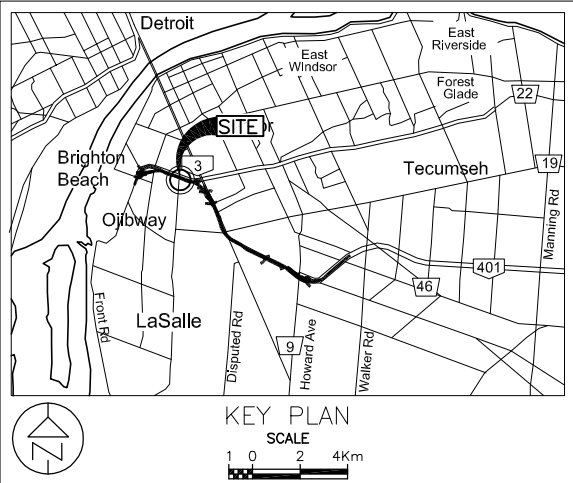 Detroit
East
Riverside
East
Windsor
Forest
Glade
22
SITE
3
Brighton
Beach
Tecumseh
19
Ojibway
Manning Rd
401
46
Front Rd
LaSalle
Disputed Rd
9
Howard Ave
Walker Rd
KEY PLAN
SCALE
N
1 0 2 4Km